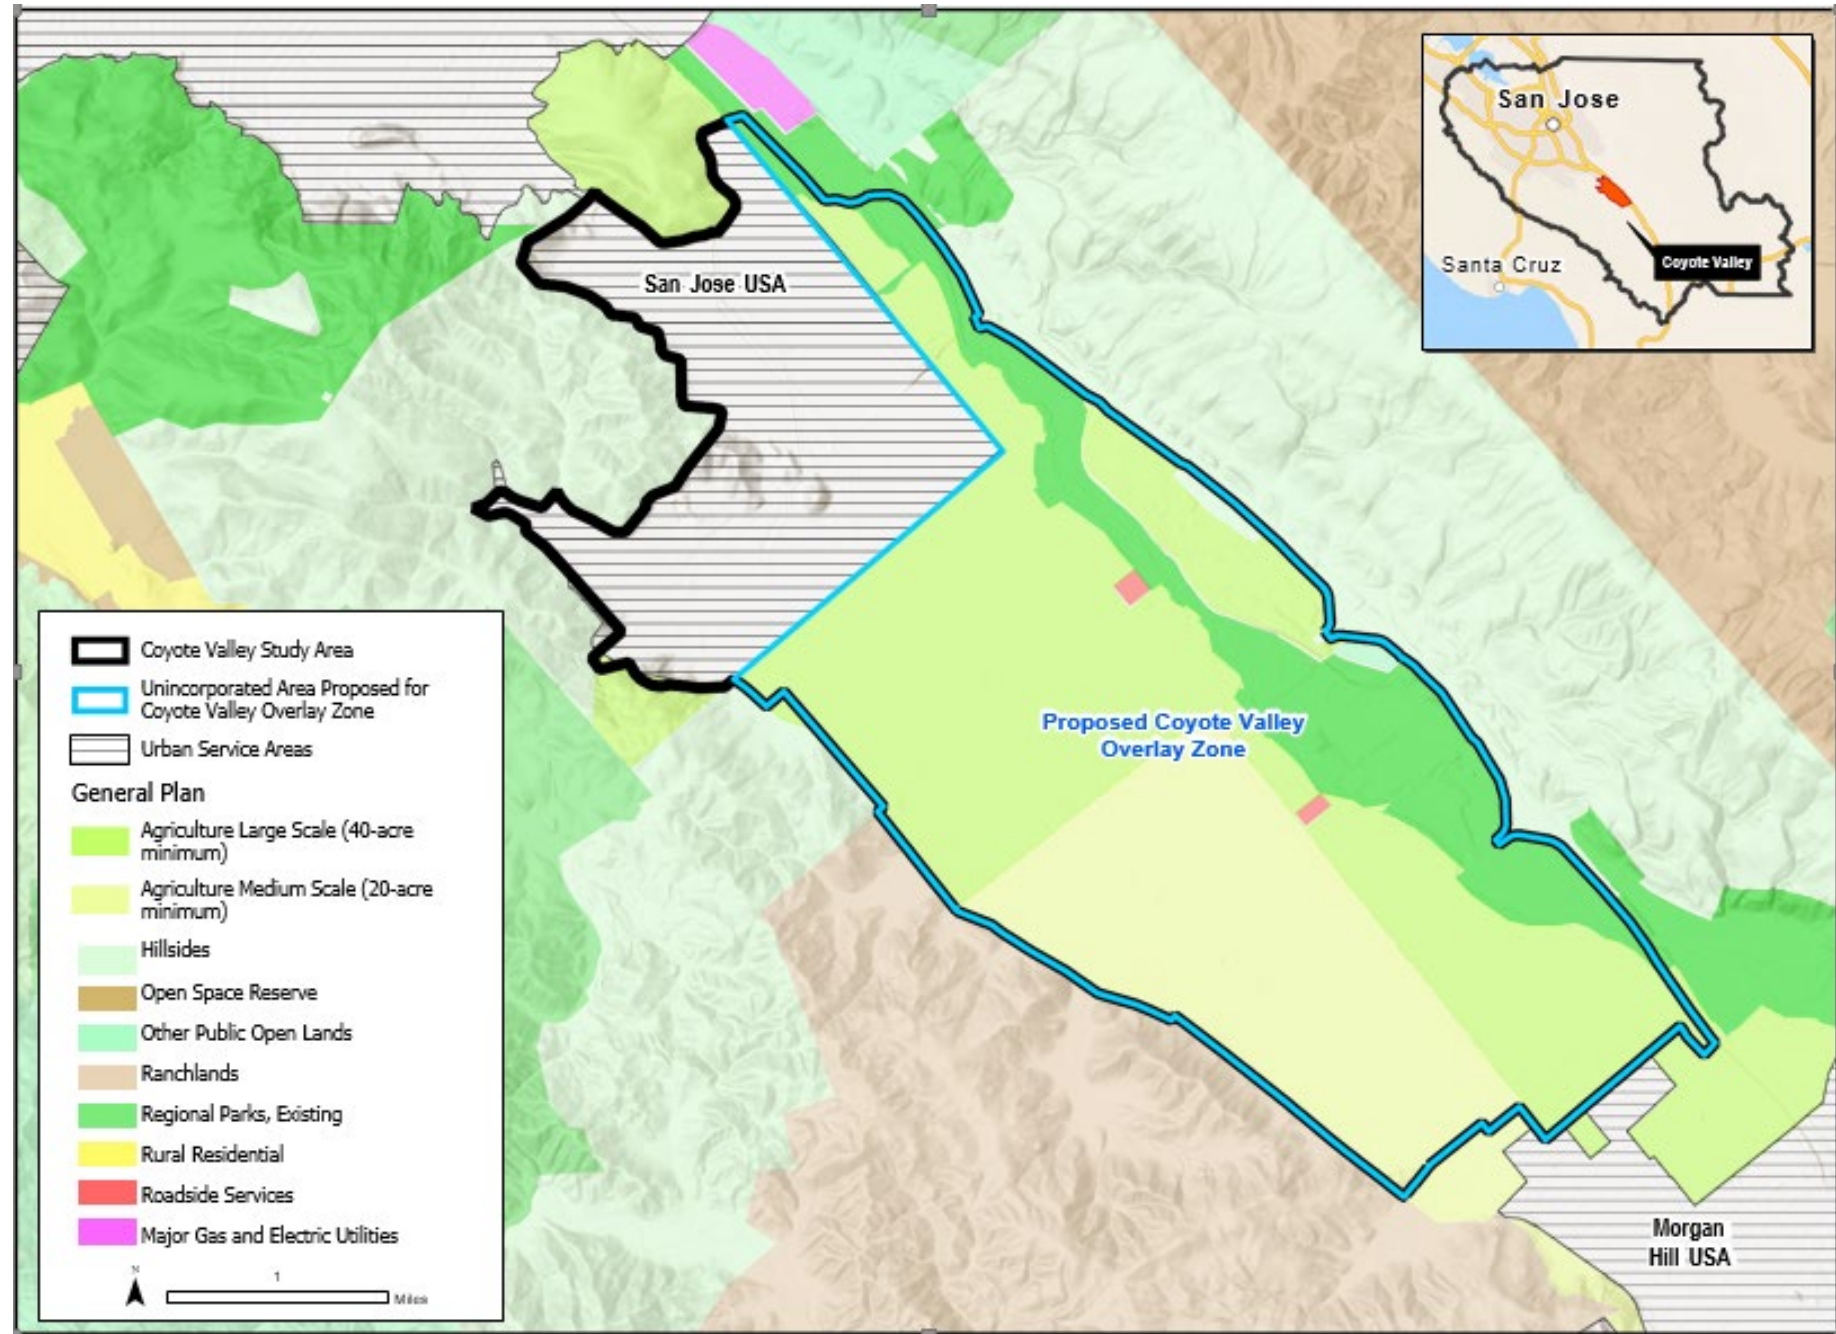 San Jose
Santa Cruz
Coyote Valley
San Jose USA
Proposed Coyote Valley
Overlay Zone
Morgan
Hill USA
Coyote Valley Study Area
Unincorporated Area Proposed for
Coyote Valley Overlay Zone
Urban Service Areas
General Plan
Agriculture Large Scale (40-acre
minimum)
Agriculture Medium Scale (20-acre
minimum)
Hillsides
Open Space Reserve
Other Public Open Lands
Ranchlands
Regional Parks, Existing
Rural Residential
Roadside Services
Major Gas and Electric Utilities
N
1
Miles